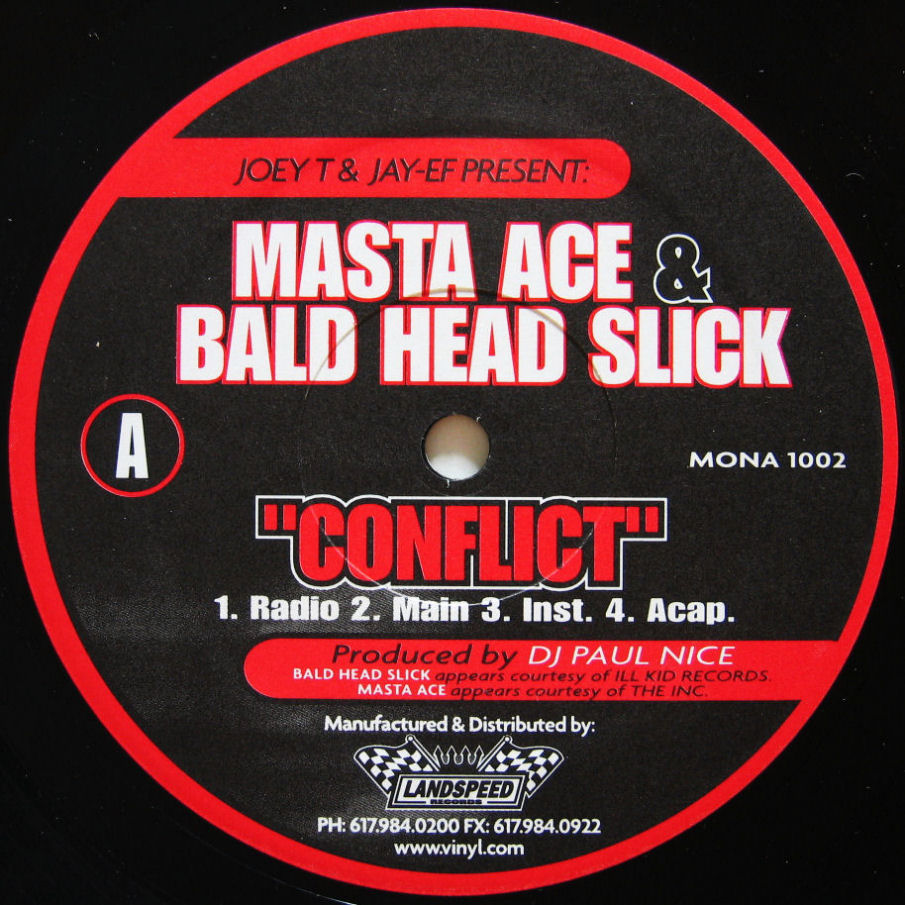 JOEY T & JAY-EF PRESENT:
MASTA ACE &
BALD HEAD SLICK
A
MONA 1002
"CONFLICT"
1. Radio 2. Main 3. Inst. 4. Acap.
Produced by DJ PAUL NICE
BALD HEAD SLICK appears courtesy of ILL KID RECORDS.
MASTA ACE appears courtesy of THE INC.
Manufactured & Distributed by:
LANDSPEED
RECORDS
PH: 617.984.0200 FX: 617.984.0922
www.vinyl.com